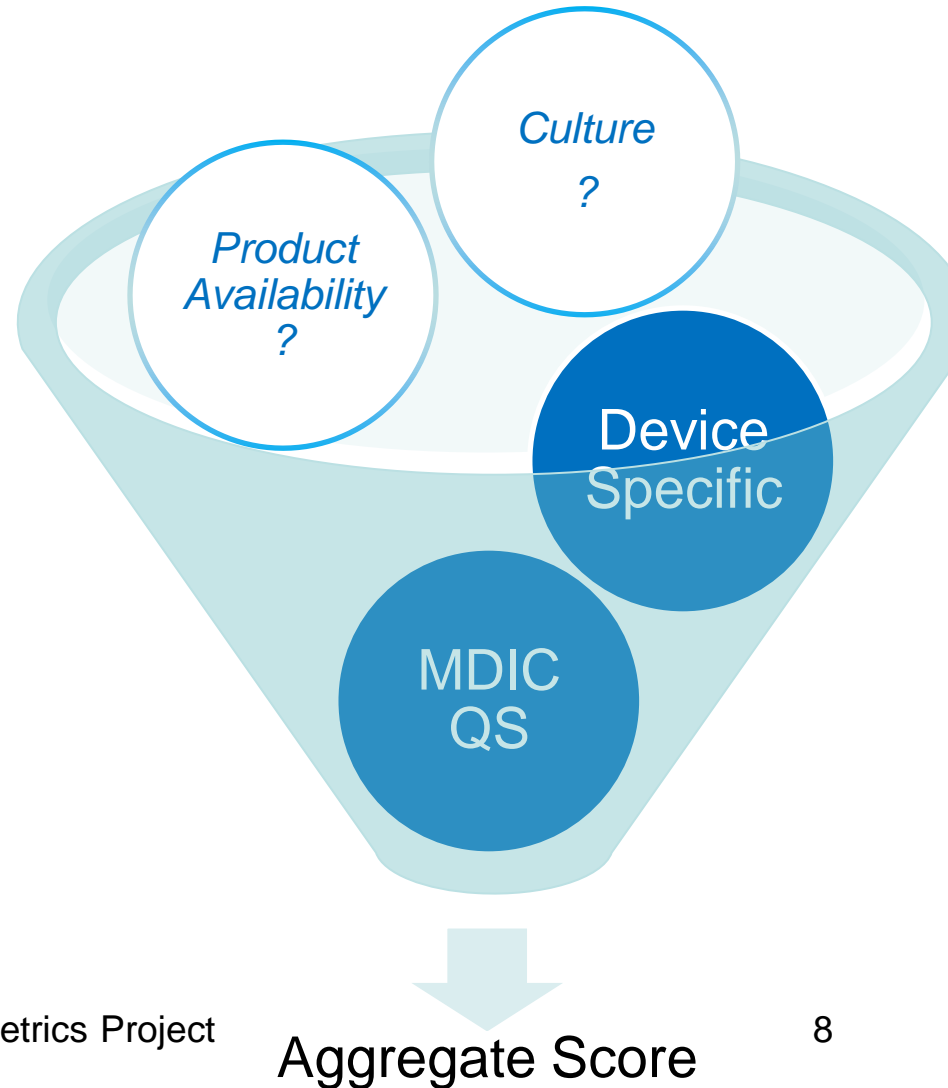 Culture
?
Product
Availability
?
Device
Specific
MDIC
QS
etrics Project
8
Aggregate Score